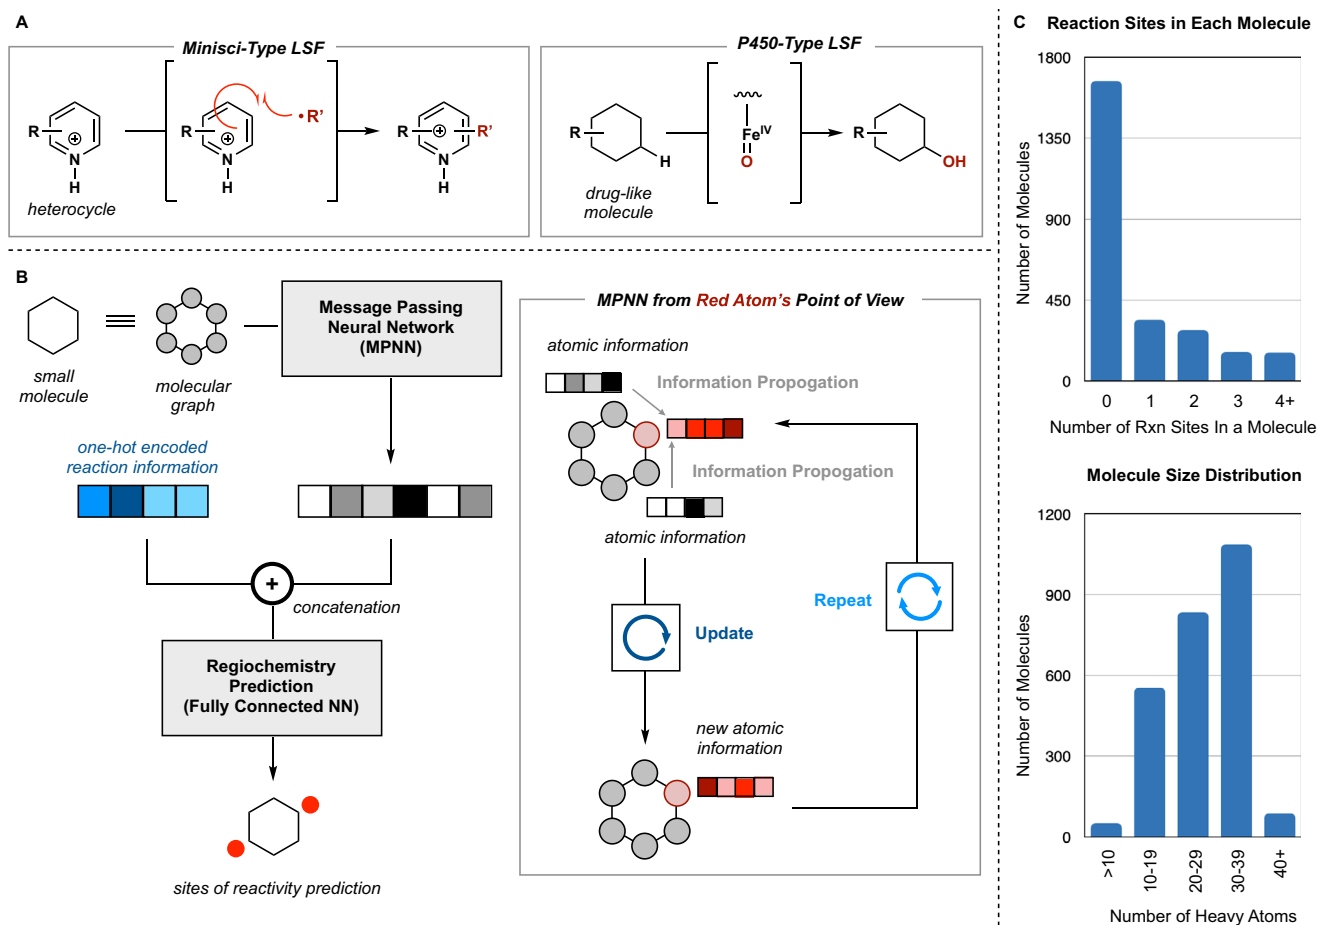 A
Minisci-Type LSF
R
N
H
heterocycle
R
N
H
•R’
R
R’
N
H
P450-Type LSF
R
H
drug-like
molecule
Fe^IV
O
R
OH
B
small
molecule
molecular
graph
Message Passing
Neural Network
(MPNN)
one-hot encoded
reaction information
+
concatenation
Regiochemistry
Prediction
(Fully Connected NN)
sites of reactivity prediction
MPNN from Red Atom’s Point of View
atomic information
Information Propogation
Information Propogation
atomic information
Update
Repeat
new atomic
information
C
Reaction Sites in Each Molecule
Number of Molecules
1800
1350
900
450
0
0 1 2 3 4+
Number of Rxn Sites In a Molecule
Molecule Size Distribution
Number of Molecules
1200
900
600
300
0
>10 10-19 20-29 30-39 40+
Number of Heavy Atoms